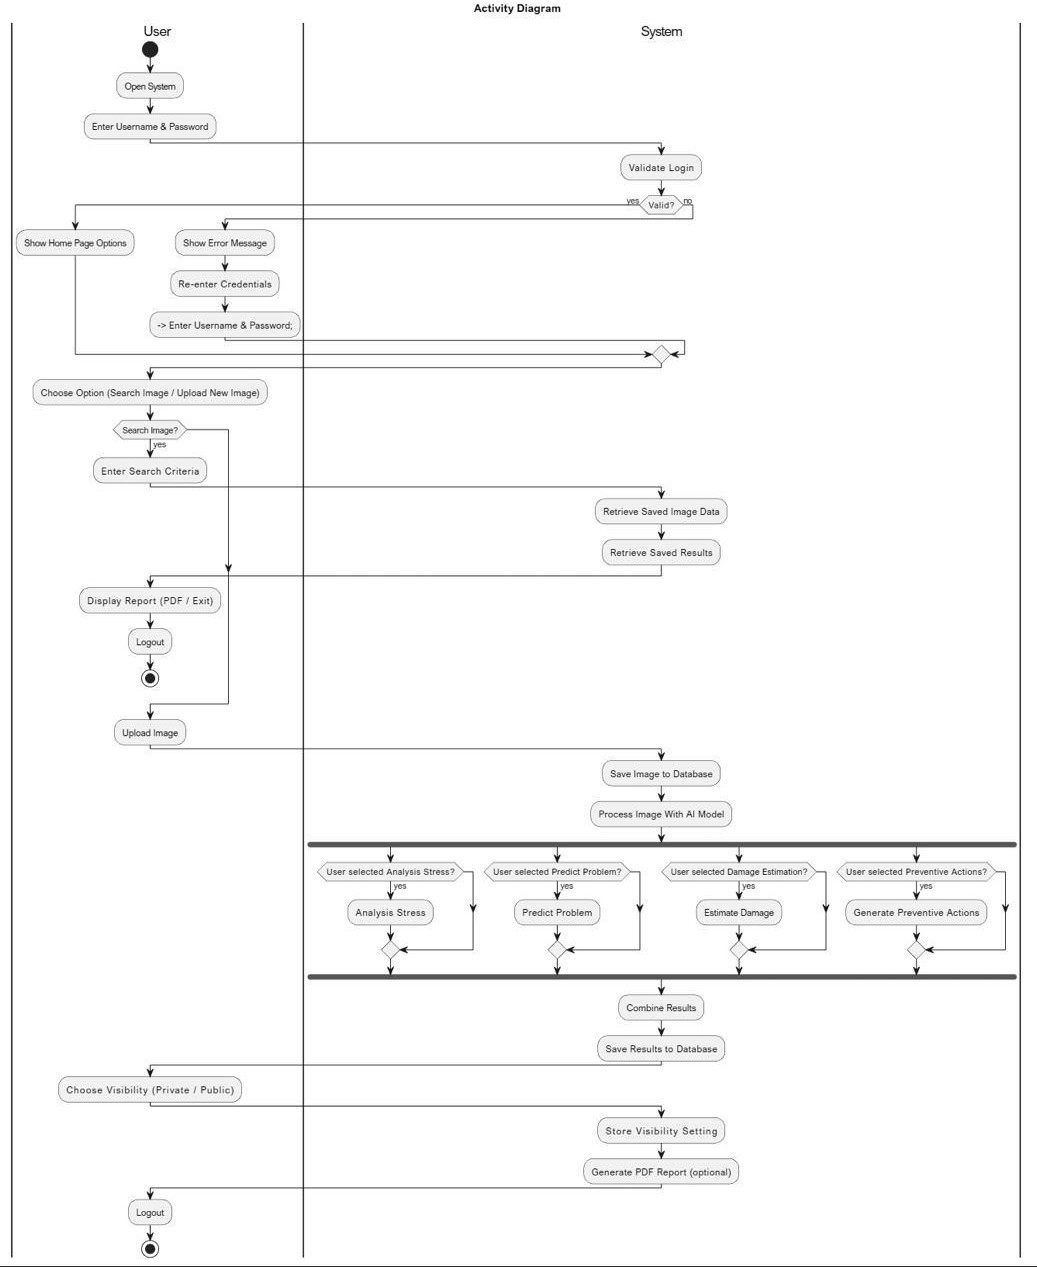 Activity Diagram
User
System
Open System
Enter Username & Password
Validate Login
yes
Valid?
no
Show Home Page Options
Show Error Message
Re-enter Credentials
-> Enter Username & Password;
Choose Option (Search Image / Upload New Image)
Search Image?
yes
Enter Search Criteria
Retrieve Saved Image Data
Retrieve Saved Results
Display Report (PDF / Exit)
Logout
Upload Image
Save Image to Database
Process Image With AI Model
User selected Analysis Stress?
User selected Predict Problem?
User selected Damage Estimation?
User selected Preventive Actions?
yes
yes
yes
yes
Analysis Stress
Predict Problem
Estimate Damage
Generate Preventive Actions
Combine Results
Save Results to Database
Choose Visibility (Private / Public)
Store Visibility Setting
Generate PDF Report (optional)
Logout